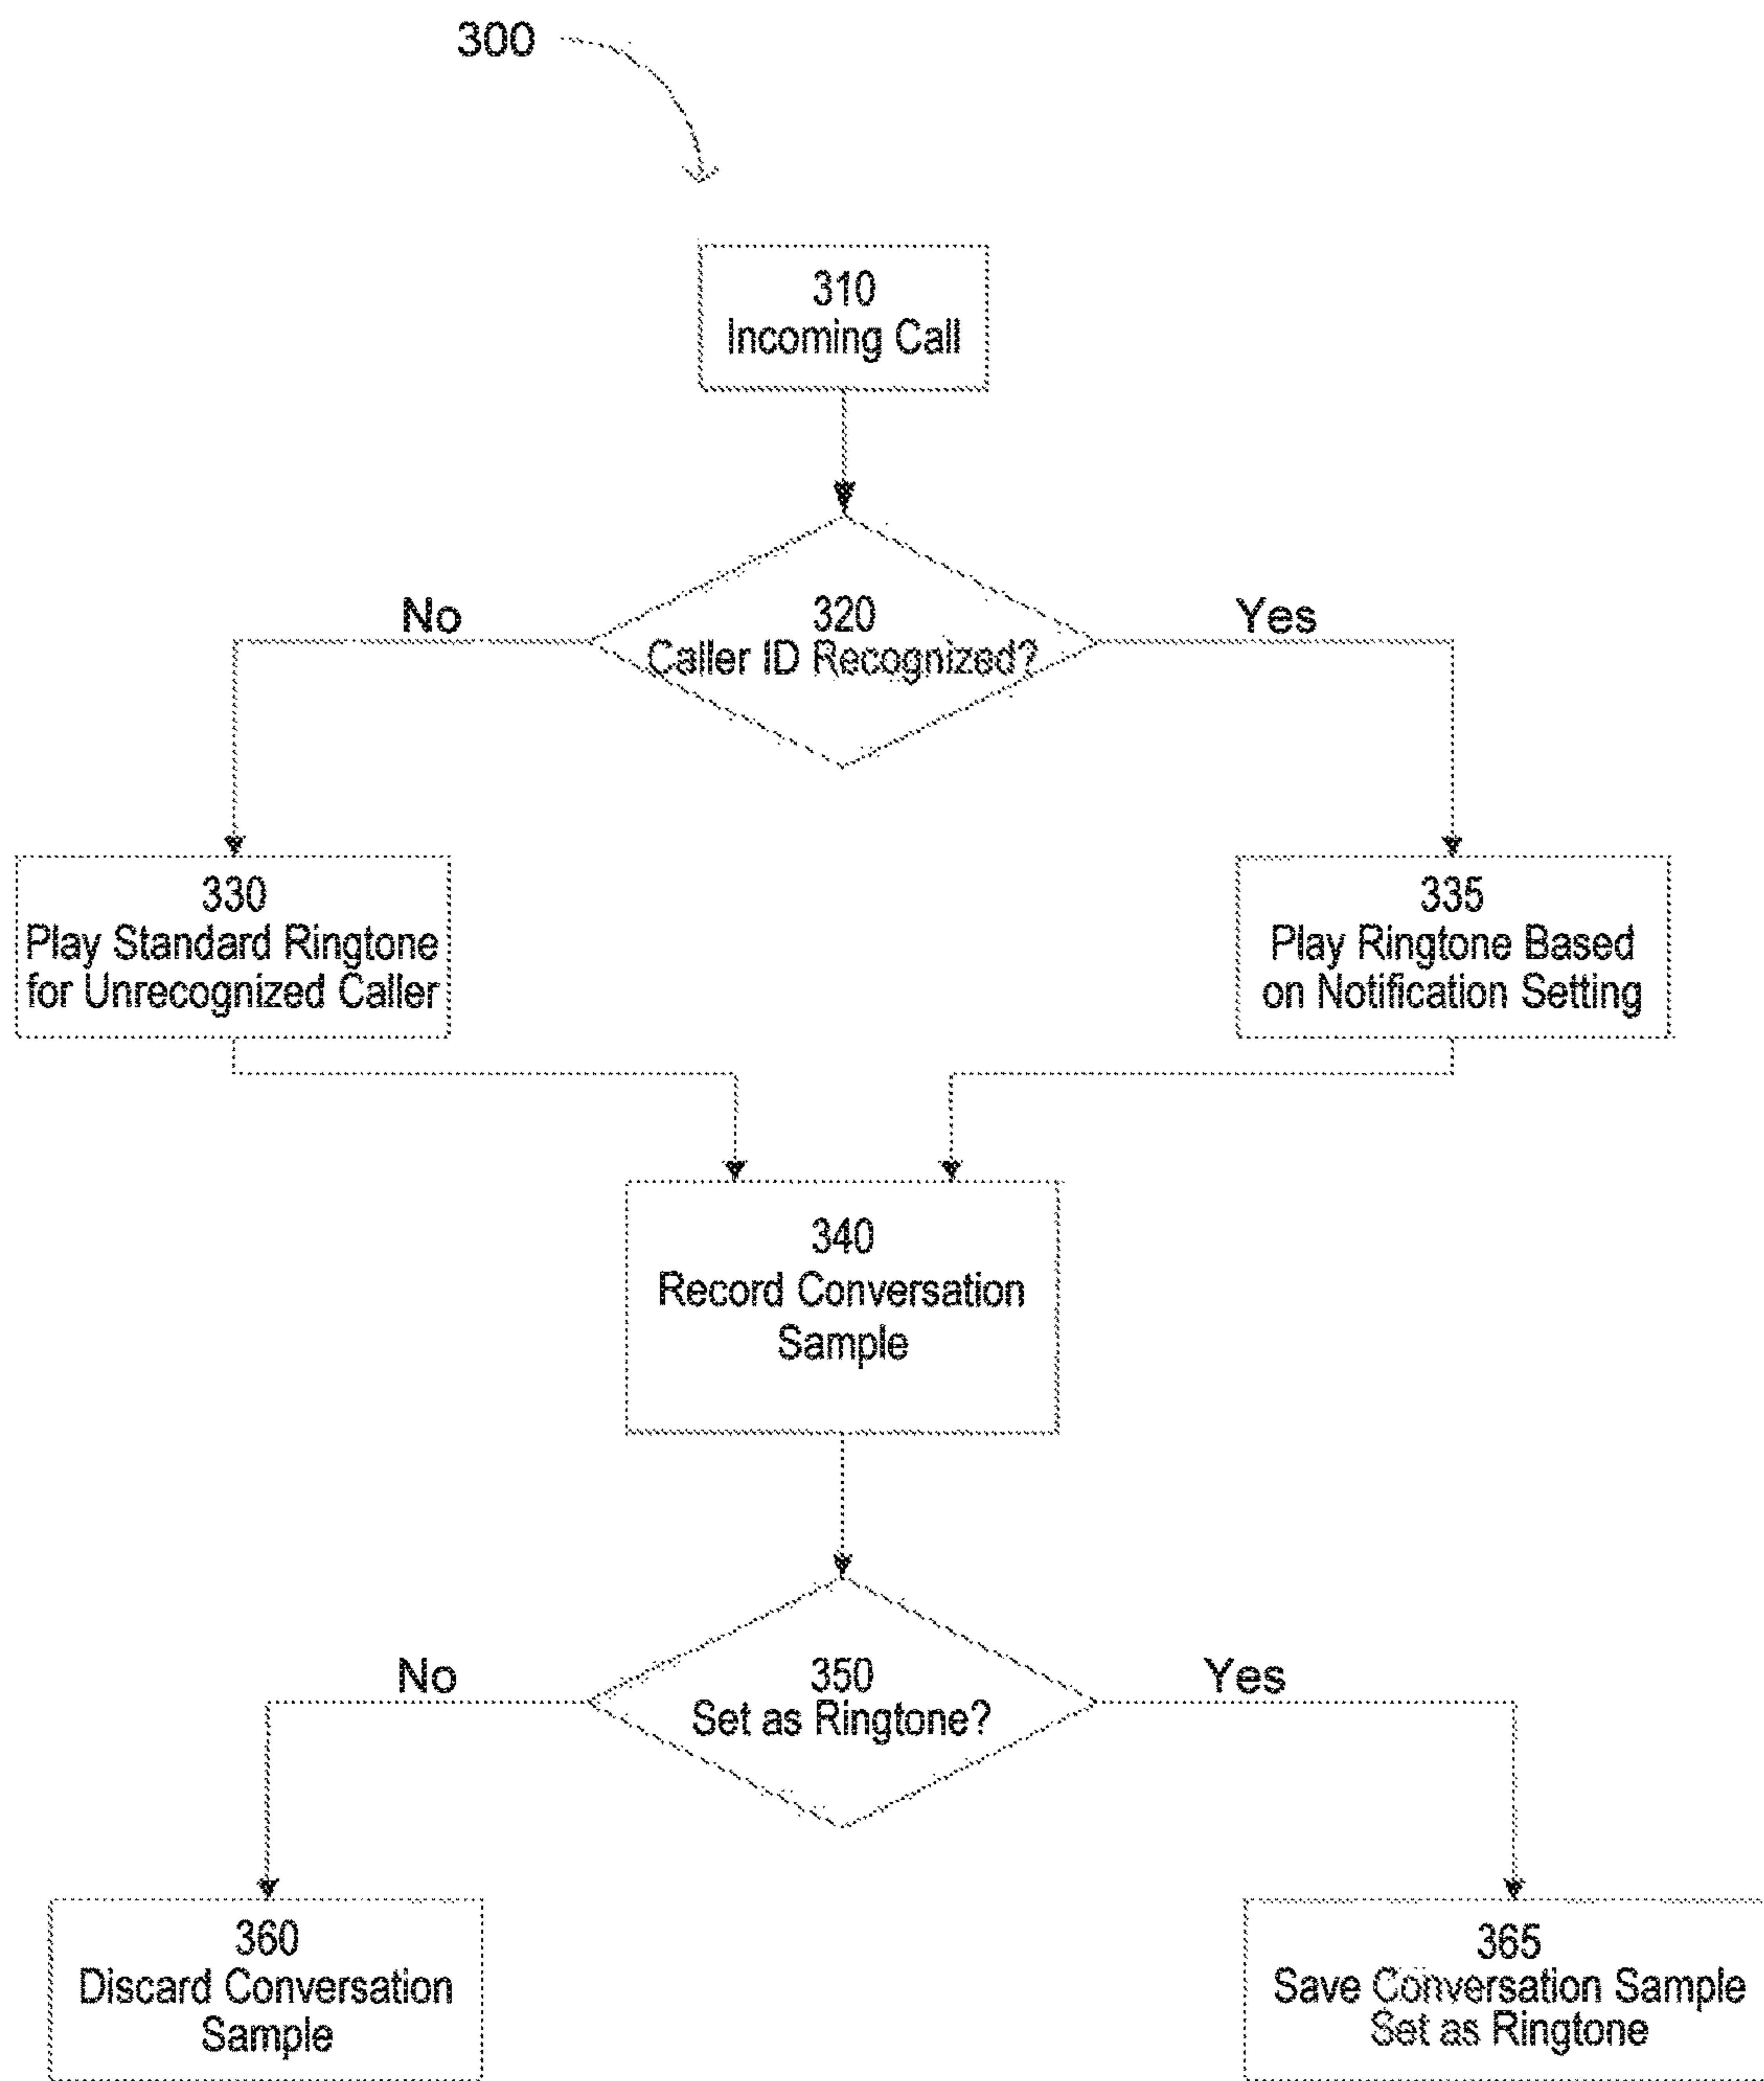 300
310
Incoming Call
No
320
Yes
Caller ID Recognized?
330
Play Standard Ringtone
for Unrecognized Caller
335
Play Ringtone Based
on Notification Setting
340
Record Conversation
Sample
No
350
Yes
Set as Ringtone?
360
Discard Conversation
Sample
365
Save Conversation Sample
Set as Ringtone